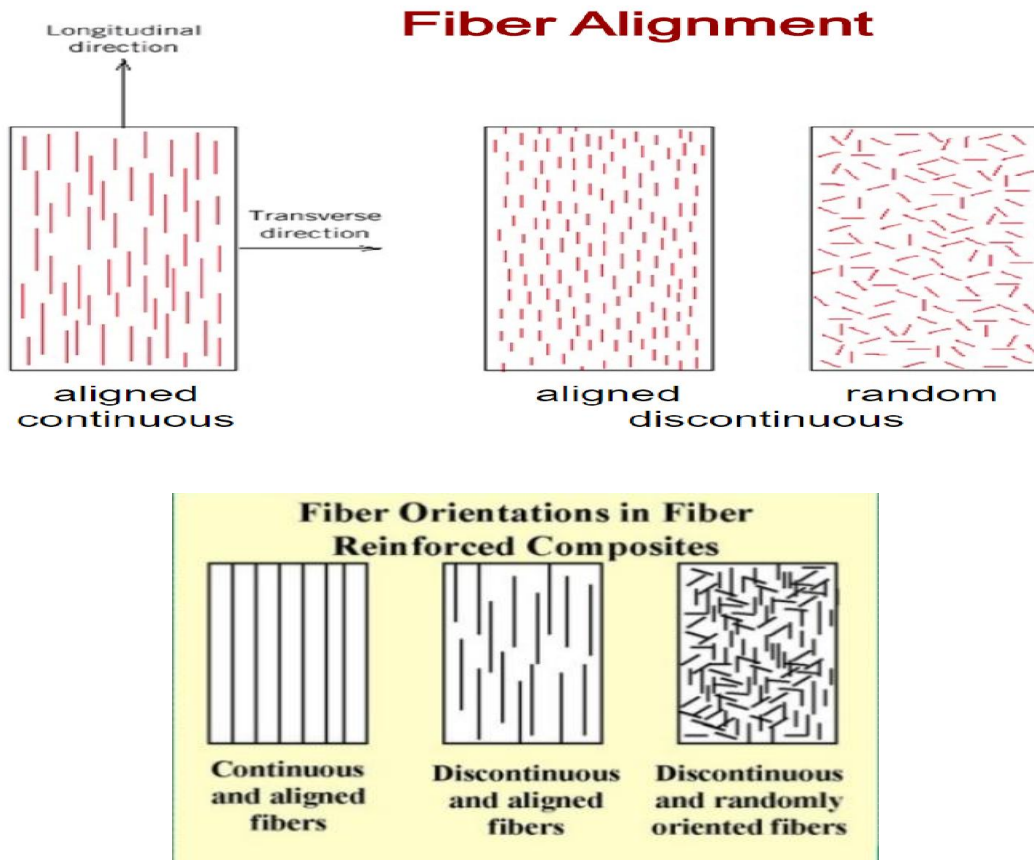 Fiber Alignment
Longitudinal
direction
Transverse
direction
aligned
continuous
aligned
random
discontinuous
Fiber Orientations in Fiber
Reinforced Composites
Continuous
and aligned
fibers
Discontinuous
and aligned
fibers
Discontinuous
and randomly
oriented fibers